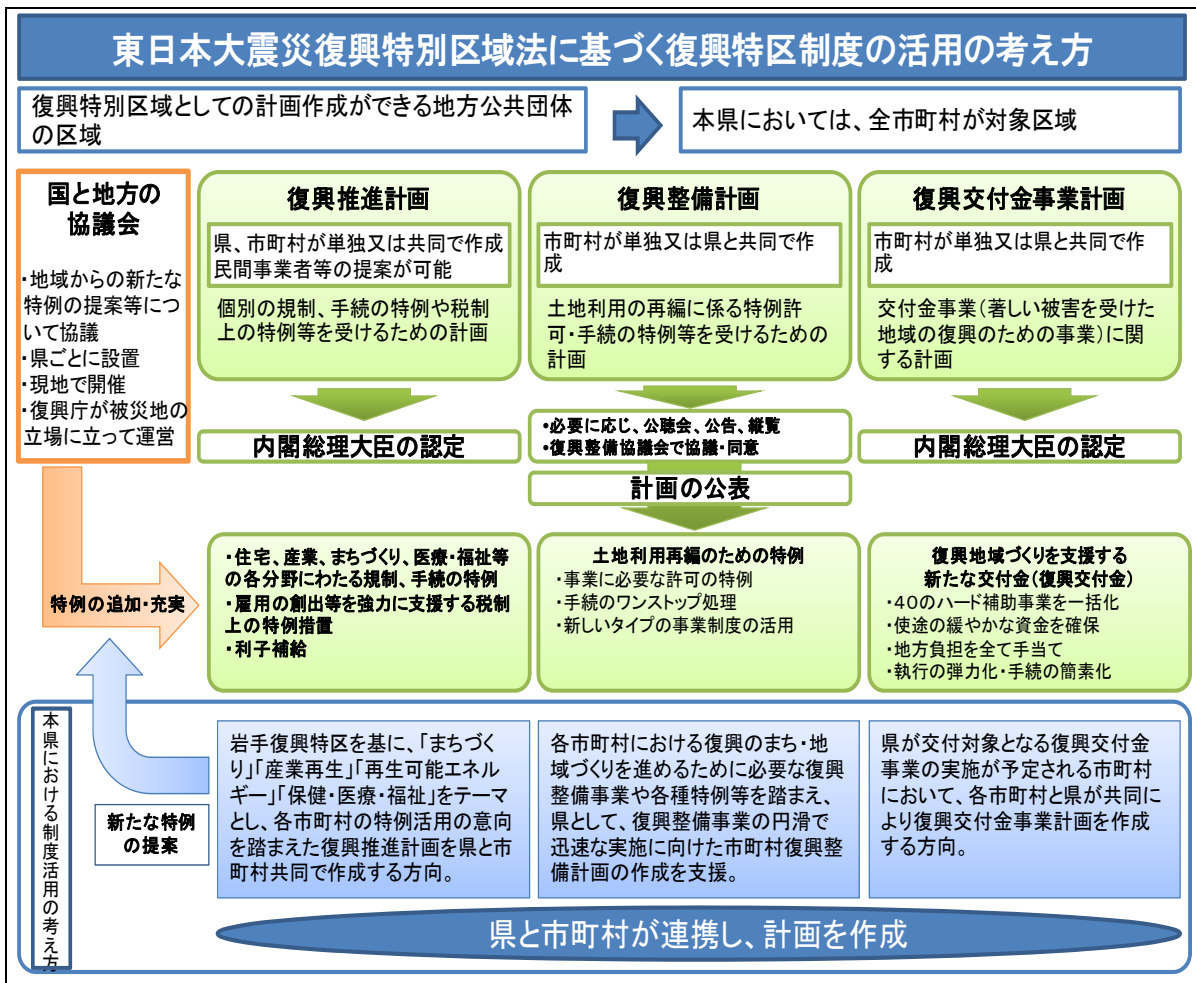 東日本大震災復興特別区域法に基づく復興特区制度の活用の考え方
復興特別区域としての計画作成ができる地方公共団体
の区域
本県においては、全市町村が対象区域
国と地方の
協議会
・地域からの新たな
特例の提案等につ
いて協議
・県ごとに設置
・現地で開催
・復興庁が被災地の
立場に立って運営
復興推進計画
県、市町村が単独又は共同で作成
民間事業者等の提案が可能
個別の規制、手続の特例や税制
上の特例等を受けるための計画
内閣総理大臣の認定
復興整備計画
市町村が単独又は県と共同で作
成
土地利用の再編に係る特例許
可・手続の特例等を受けるための
計画
•必要に応じ、公聴会、公告、縦覧
•復興整備協議会で協議・同意
計画の公表
復興交付金事業計画
市町村が単独又は県と共同で作
成
交付金事業(著しい被害を受けた
地域の復興のための事業)に関
する計画
内閣総理大臣の認定
特例の追加・充実
・住宅、産業、まちづくり、医療・福祉等
の各分野にわたる規制、手続の特例
・雇用の創出等を強力に支援する税制
上の特例措置
・利子補給
土地利用再編のための特例
・事業に必要な許可の特例
・手続のワンストップ処理
・新しいタイプの事業制度の活用
復興地域づくりを支援する
新たな交付金(復興交付金)
・40のハード補助事業を一括化
・使途の緩やかな資金を確保
・地方負担を全て手当て
・執行の弾力化・手続の簡素化
本県における制度活用の考え方
新たな特例
の提案
岩手復興特区を基に、「まちづく
り」「産業再生」「再生可能エネル
ギー」「保健・医療・福祉」をテーマ
とし、各市町村の特例活用の意向
を踏まえた復興推進計画を県と市
町村共同で作成する方向。
各市町村における復興のまち・地
域づくりを進めるために必要な復興
整備事業や各種特例等を踏まえ、
県として、復興整備事業の円滑で
迅速な実施に向けた市町村復興整
備計画の作成を支援。
県が交付対象となる復興交付金
事業の実施が予定される市町村
において、各市町村と県が共同に
より復興交付金事業計画を作成
する方向。
県と市町村が連携し、計画を作成